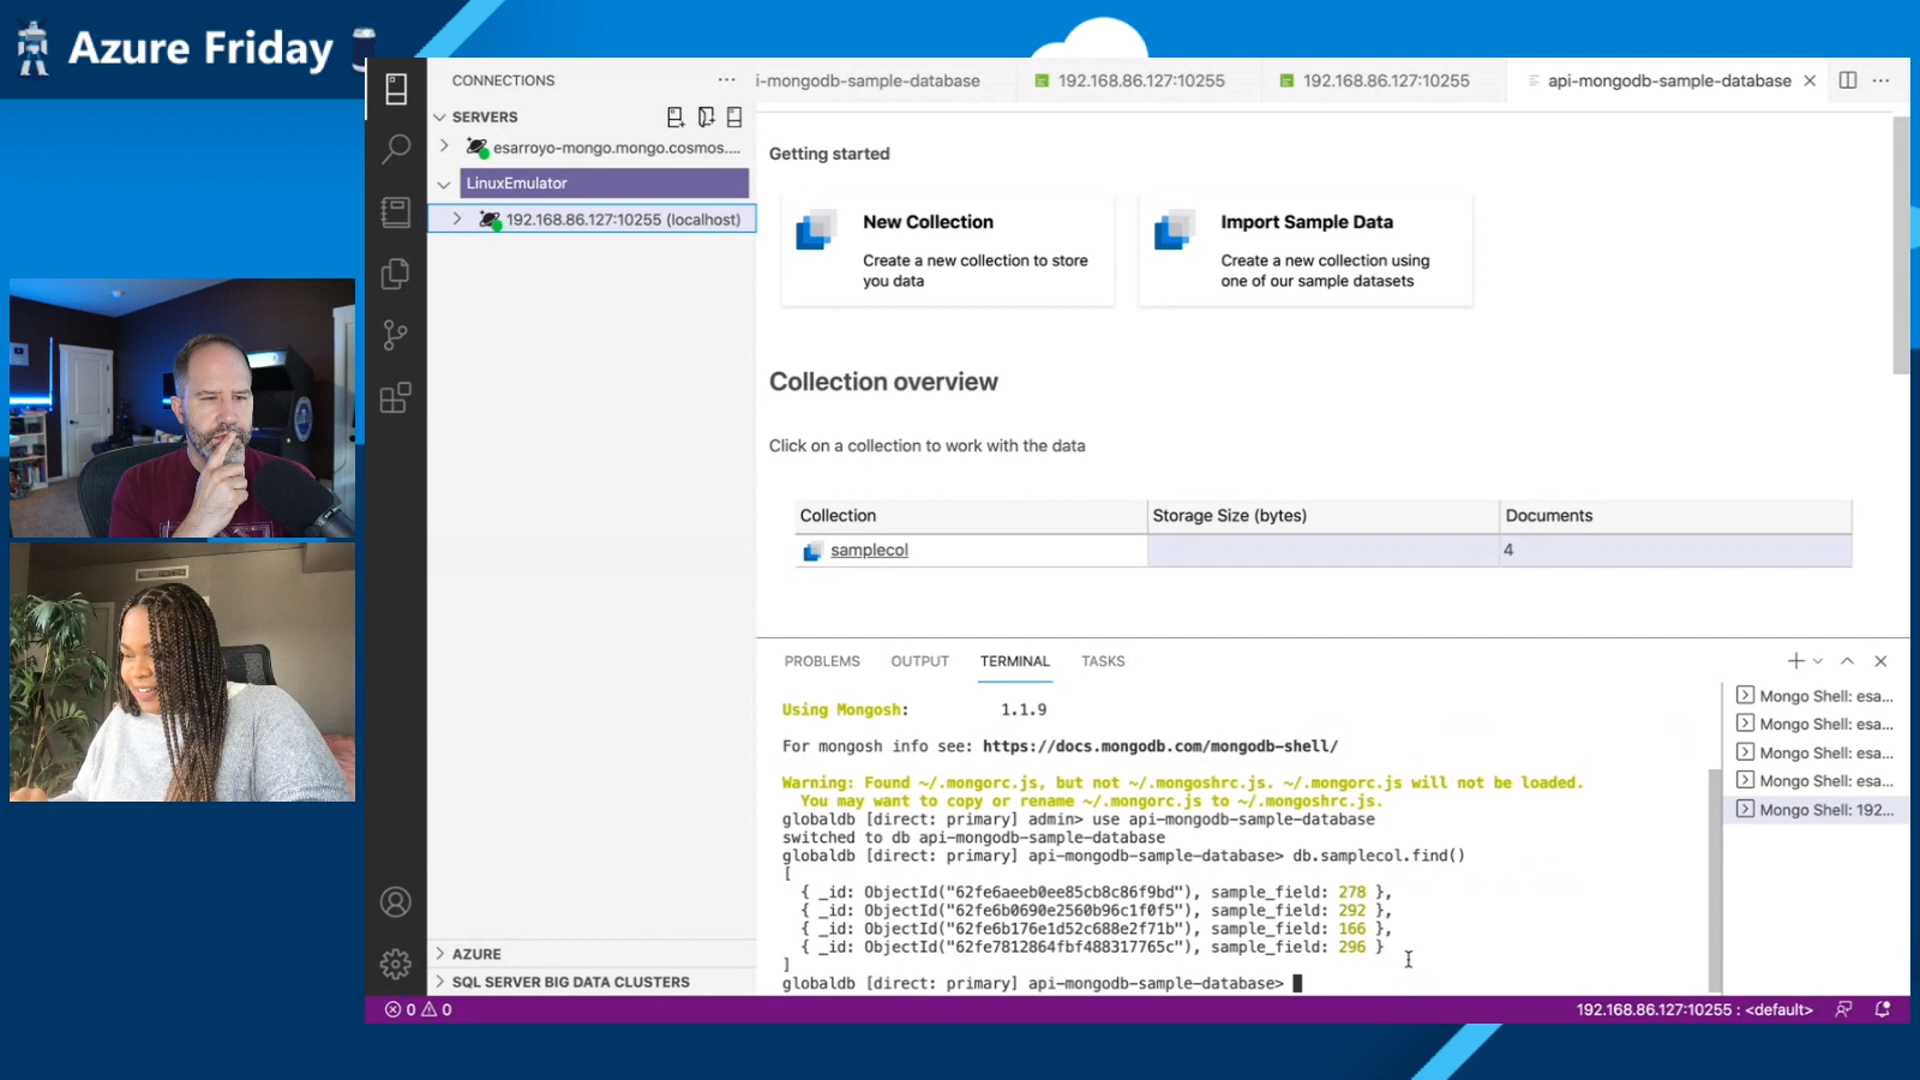 Azure Friday
CONNECTIONS
SERVERS
esarroyo-mongo.mongo.cosmos....
LinuxEmulator
192.168.86.127:10255 (localhost)
AZURE
SQL SERVER BIG DATA CLUSTERS
i-mongodb-sample-database
192.168.86.127:10255
192.168.86.127:10255
api-mongodb-sample-database
Getting started
New Collection
Create a new collection to store
you data
Import Sample Data
Create a new collection using
one of our sample datasets
Collection overview
Click on a collection to work with the data
Collection Storage Size (bytes) Documents
samplecol 4
PROBLEMS OUTPUT TERMINAL TASKS
Using Mongosh: 1.1.9
For mongosh info see: https://docs.mongodb.com/mongodb-shell/
Warning: Found ~/.mongorc.js, but not ~/.mongoshrc.js. ~/.mongorc.js will not be loaded.
You may want to copy or rename ~/.mongorc.js to ~/.mongoshrc.js.
globaldb [direct: primary] admin> use api-mongodb-sample-database
switched to db api-mongodb-sample-database
globaldb [direct: primary] api-mongodb-sample-database> db.samplecol.find()
[
{ _id: ObjectId("62fe6aeeb0ee85cb8c86f9bd"), sample_field: 278 },
{ _id: ObjectId("62fe6b0690e2560b96c1f0f5"), sample_field: 292 },
{ _id: ObjectId("62fe6b176e1d52c688e2f71b"), sample_field: 166 },
{ _id: ObjectId("62fe7812864fbf488317765c"), sample_field: 296 }
]
globaldb [direct: primary] api-mongodb-sample-database>
Mongo Shell: esa...
Mongo Shell: esa...
Mongo Shell: esa...
Mongo Shell: esa...
Mongo Shell: 192...
0 0
192.168.86.127:10255 : <default>